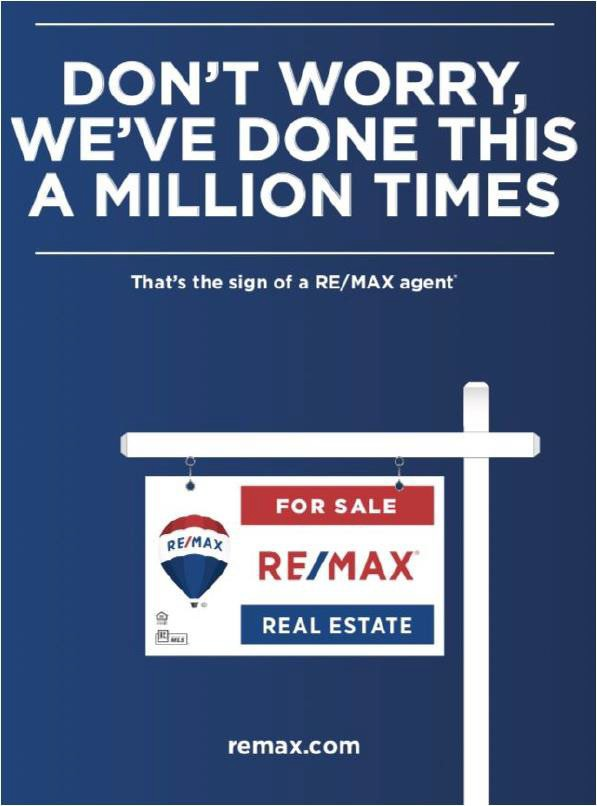 DON'T WORRY,
WE'VE DONE THIS
A MILLION TIMES
That's the sign of a RE/MAX agent
FOR SALE
RE/MAX
RE/MAX®
REAL ESTATE
MLS
remax.com